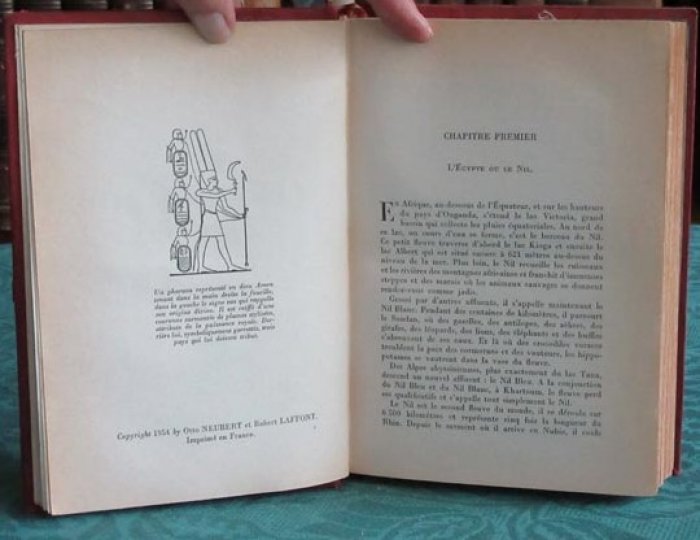 Un pharaon représenté en dieu Amon
tenant dans la main droite la faucille,
dans la gauche le signe nas qui rappelle
son origine divine. Il est coiffé d'une
couronne surmontée de plumes stylisées,
attribut de la puissance royale. Der-
rière lui, symboliquement garrottés, trois
pays qui lui doivent tribut.
Copyright 1954 by Otto NEUBERT et Robert LAFFONT.
Imprimé en France.
CHAPITRE PREMIER
L'ÉGYPTE OU LE NIL.
EN Afrique, au-dessous de l'Équateur, et sur les hauteurs
du pays d'Ouganda, s'étend le lac Victoria, grand
bassin qui collecte les pluies équatoriales. Au nord de
ce lac, un cours d'eau se forme, c'est le berceau du Nil.
Ce petit fleuve traverse d'abord le lac Kioga et ensuite le
lac Albert qui est situé encore à 621 mètres au-dessus du
niveau de la mer. Plus loin, le Nil recueille les ruisseaux
et les rivières des montagnes africaines et franchit d'immenses
steppes et des marais où les animaux sauvages se donnent
rendez-vous comme jadis.
Grossi par d'autres affluents, il s'appelle maintenant le
Nil Blanc. Pendant des centaines de kilomètres, il parcourt
le Soudan, où des gazelles, des antilopes, des zèbres, des
girafes, des léopards, des lions, des éléphants et des buffles
s'abreuvent de ses eaux. Et là où des crocodiles voraces
troublent la paix des cormorans et des vautours, les hippo-
potames se vautrent dans la vase du fleuve.
Des Alpes abyssiniennes, plus exactement du lac Tana,
descend un nouvel affluent : le Nil Bleu. A la conjonction
du Nil Bleu et du Nil Blanc, à Khartoum, le fleuve perd
ses qualificatifs et s'appelle tout simplement le Nil.
Le Nil est le second fleuve du monde, il se déroule sur
6 500 kilomètres et représente cinq fois la longueur du
Rhin. Depuis le moment où il arrive en Nubie, il coule